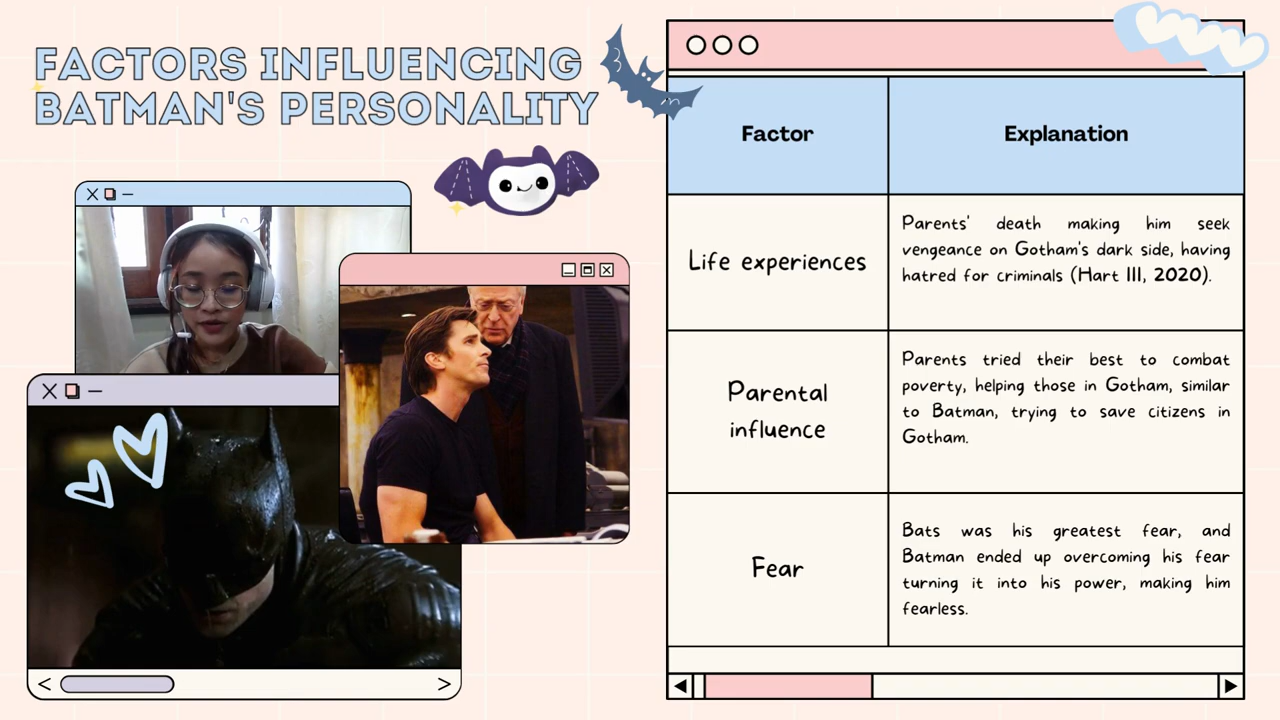 FACTORS INFLUENCING
BATMAN'S PERSONALITY
Factor
Explanation
Life experiences
Parents' death making him seek
vengeance on Gotham's dark side, having
hatred for criminals (Hart III, 2020).
Parental
influence
Parents tried their best to combat
poverty, helping those in Gotham, similar
to Batman, trying to save citizens in
Gotham.
Fear
Bats was his greatest fear, and
Batman ended up overcoming his fear
turning it into his power, making him
fearless.